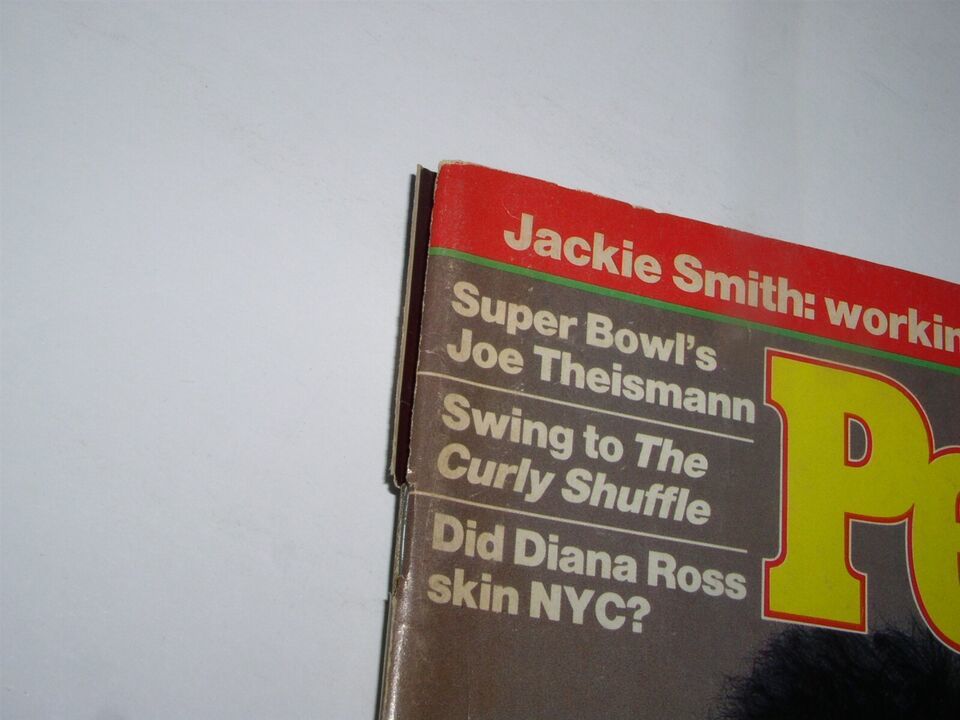 Jackie Smith: workin
Super Bowl's
Joe Theismann
Swing to The
Curly Shuffle
Did Diana Ross
skin NYC?
Pe